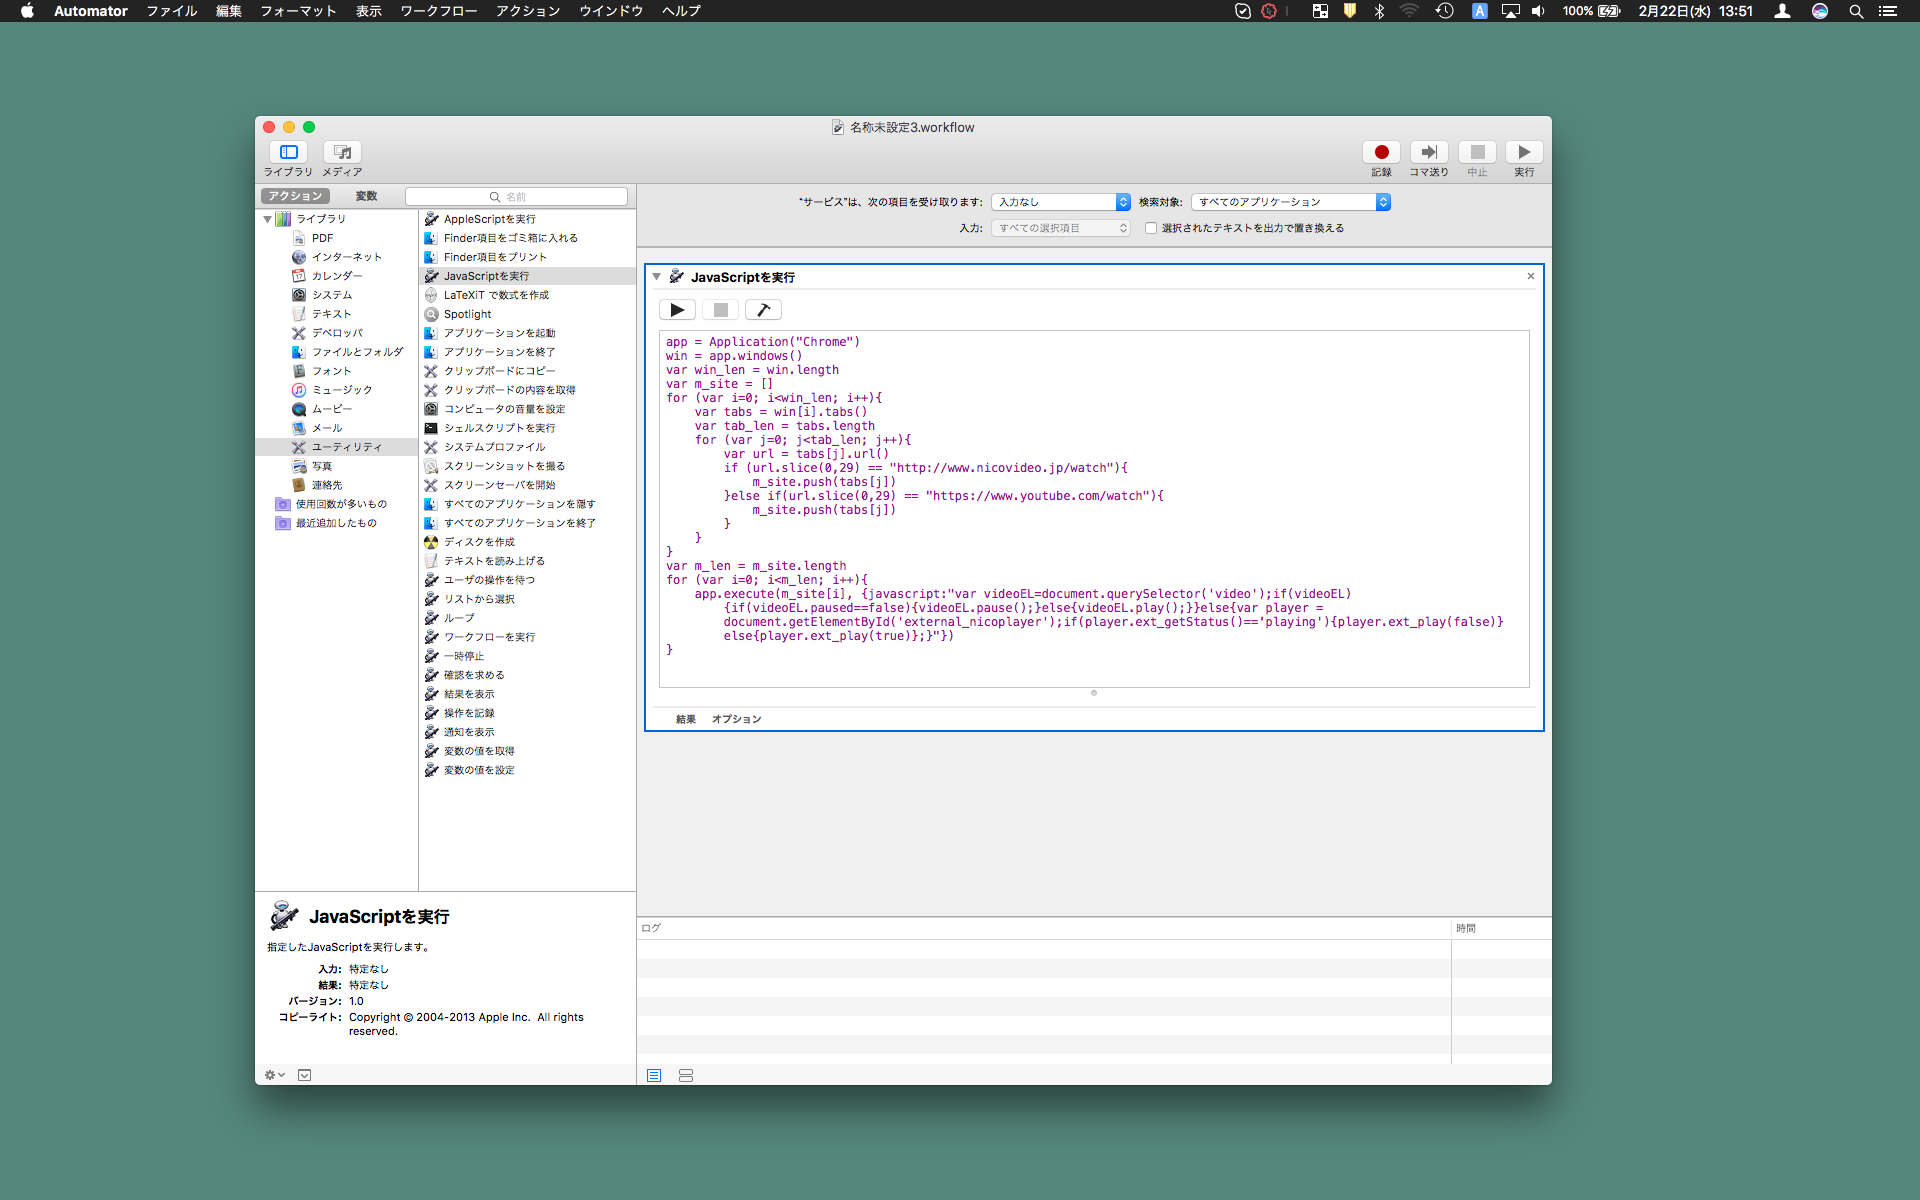 Automator ファイル 編集 フォーマット 表示 ワークフロー アクション ウインドウ ヘルプ
A 100% 2月22日(水) 13:51
名称未設定3.workflow
ライブラリ メディア
記録 コマ送り 中止 実行
アクション 変数 名前
"サービス"は、次の項目を受け取ります: 入力なし 検索対象: すべてのアプリケーション
入力: すべての選択項目 選択されたテキストを出力で置き換える
ライブラリ
PDF
インターネット
カレンダー
システム
テキスト
デベロッパ
ファイルとフォルダ
フォント
ミュージック
ムービー
メール
ユーティリティ
写真
連絡先
使用回数が多いもの
最近追加したもの
AppleScriptを実行
Finder項目をゴミ箱に入れる
Finder項目をプリント
JavaScriptを実行
LaTeXiT で数式を作成
Spotlight
アプリケーションを起動
アプリケーションを終了
クリップボードにコピー
クリップボードの内容を取得
コンピュータの音量を設定
シェルスクリプトを実行
システムプロファイル
スクリーンショットを撮る
スクリーンセーバを開始
すべてのアプリケーションを隠す
すべてのアプリケーションを終了
ディスクを作成
テキストを読み上げる
ユーザの操作を待つ
リストから選択
ループ
ワークフローを実行
一時停止
確認を求める
結果を表示
操作を記録
通知を表示
変数の値を取得
変数の値を設定
JavaScriptを実行
app = Application("Chrome")
win = app.windows()
var win_len = win.length
var m_site = []
for (var i=0; i<win_len; i++){
var tabs = win[i].tabs()
var tab_len = tabs.length
for (var j=0; j<tab_len; j++){
var url = tabs[j].url()
if (url.slice(0,29) == "http://www.nicovideo.jp/watch"){
m_site.push(tabs[j])
}else if(url.slice(0,29) == "https://www.youtube.com/watch"){
m_site.push(tabs[j])
}
}
}
var m_len = m_site.length
for (var i=0; i<m_len; i++){
app.execute(m_site[i], {javascript:"var videoEL=document.querySelector('video');if(videoEL)
{if(videoEL.paused==false){videoEL.pause();}else{videoEL.play();}}else{var player =
document.getElementById('external_nicoplayer');if(player.ext_getStatus()=='playing'){player.ext_play(false)}
else{player.ext_play(true)};}"})
}
結果 オプション
JavaScriptを実行
指定したJavaScriptを実行します。
入力: 特定なし
結果: 特定なし
バージョン: 1.0
コピーライト: Copyright © 2004-2013 Apple Inc. All rights
reserved.
ログ 時間